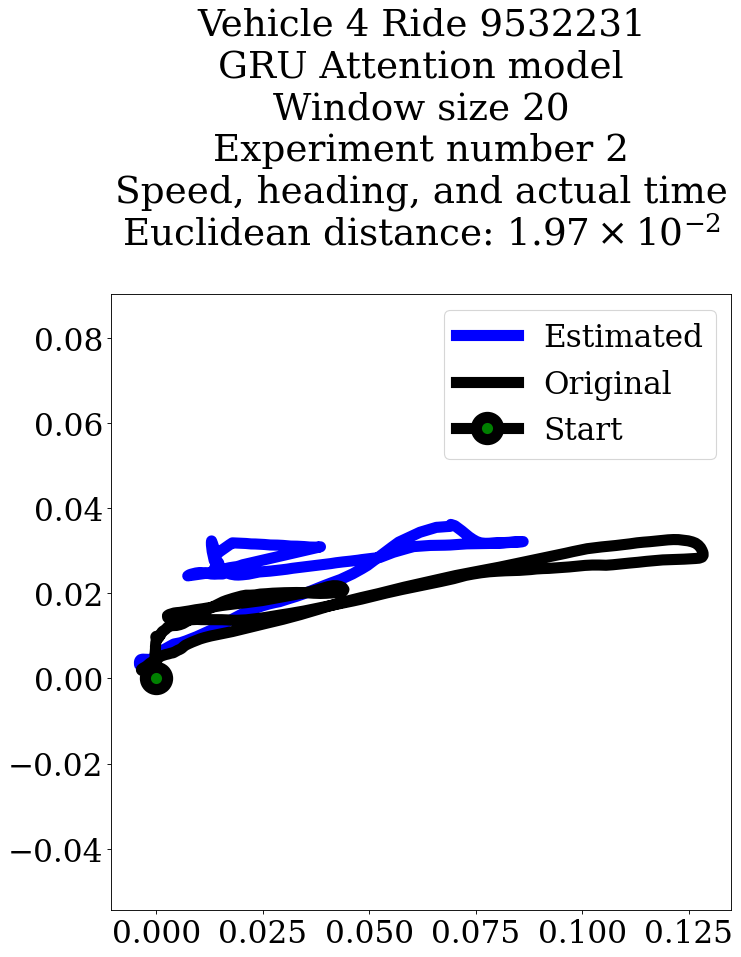 Vehicle 4 Ride 9532231
GRU Attention model
Window size 20
Experiment number 2
Speed, heading, and actual time
Euclidean distance: 1.97 × 10⁻²
Estimated
Original
Start
0.08
0.06
0.04
0.02
0.00
−0.02
−0.04
0.000 0.025 0.050 0.075 0.100 0.125